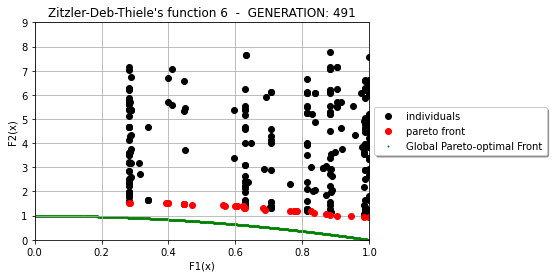 Zitzler-Deb-Thiele's function 6 - GENERATION: 491
9
8
7
6
5
4
3
2
1
0
F2(x)
0.0 0.2 0.4 0.6 0.8 1.0
F1(x)
individuals
pareto front
Global Pareto-optimal Front